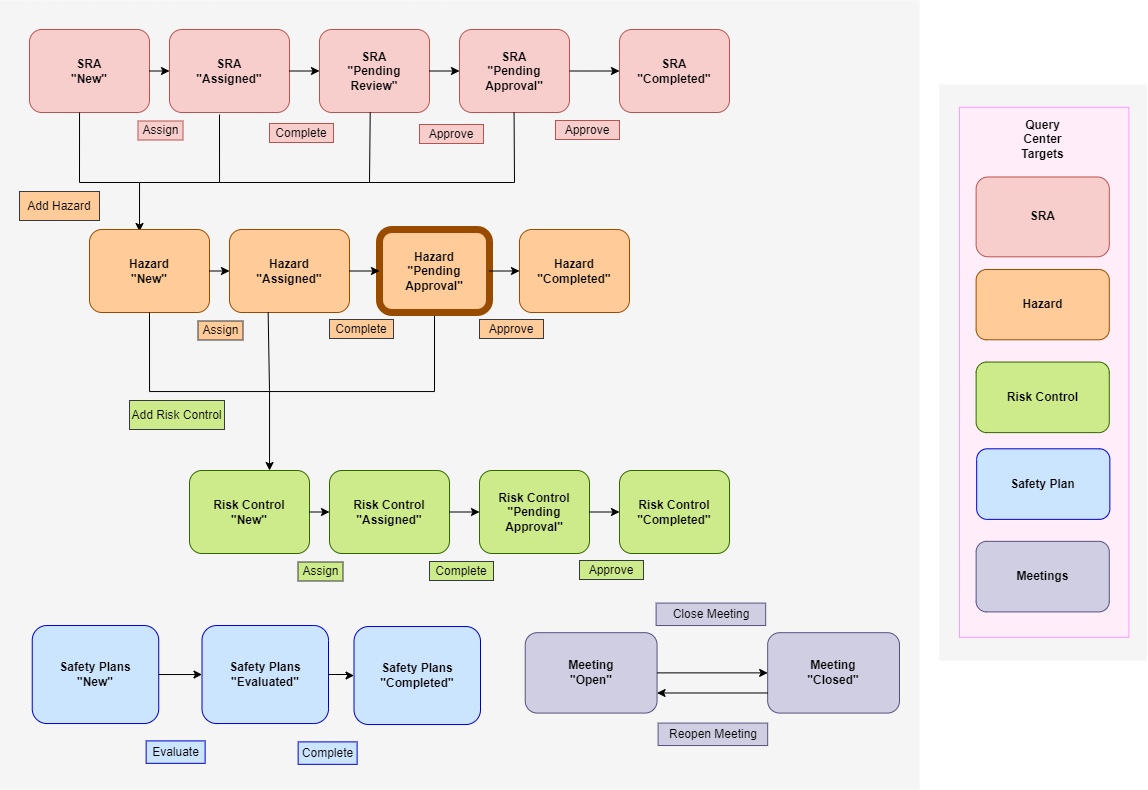 SRA
"New"
SRA
"Assigned"
SRA
"Pending
Review"
SRA
"Pending
Approval"
SRA
"Completed"
Assign
Complete
Approve
Approve
Add Hazard
Hazard
"New"
Hazard
"Assigned"
Hazard
"Pending
Approval"
Hazard
"Completed"
Assign
Complete
Approve
Add Risk Control
Risk Control
"New"
Risk Control
"Assigned"
Risk Control
"Pending
Approval"
Risk Control
"Completed"
Assign
Complete
Approve
Safety Plans
"New"
Safety Plans
"Evaluated"
Safety Plans
"Completed"
Evaluate
Complete
Close Meeting
Meeting
"Open"
Meeting
"Closed"
Reopen Meeting
Query
Center
Targets
SRA
Hazard
Risk Control
Safety Plan
Meetings